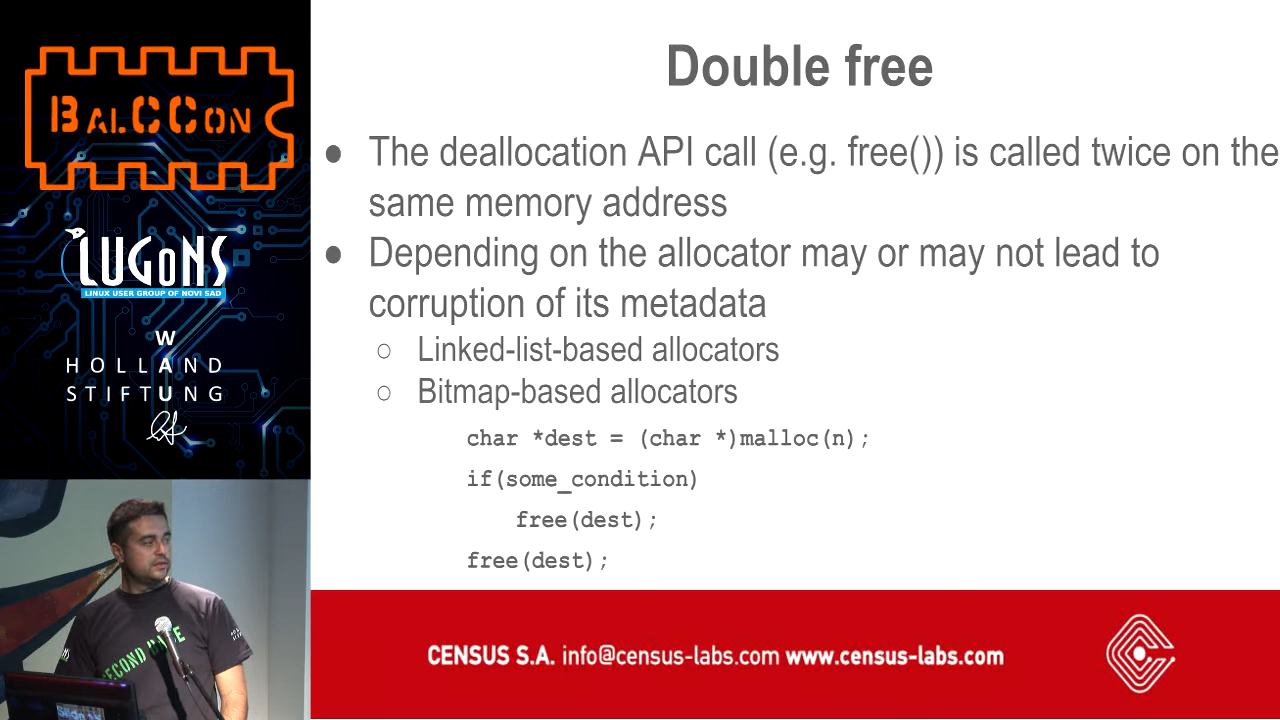 BALCCON
LUGONS
LINUX USER GROUP OF NOVI SAD
W
HOLLAND
U
STIFTUNG
Double free
● The deallocation API call (e.g. free()) is called twice on the
same memory address
● Depending on the allocator may or may not lead to
corruption of its metadata
○ Linked-list-based allocators
○ Bitmap-based allocators
char *dest = (char *)malloc(n);
if(some_condition)
free(dest);
free(dest);
SECOND BASE
CENSUS S.A. info@census-labs.com www.census-labs.com